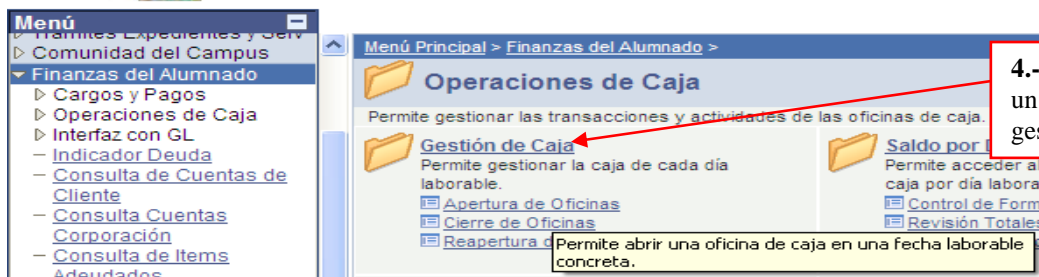 Menú
Trámites Expedientes y Serv
Comunidad del Campus
Finanzas del Alumnado
Cargos y Pagos
Operaciones de Caja
Interfaz con GL
Indicador Deuda
Consulta de Cuentas de
Cliente
Consulta Cuentas
Corporación
Consulta de Items
Adeudados
Menú Principal > Finanzas del Alumnado >
Operaciones de Caja
Permite gestionar las transacciones y actividades de las oficinas de caja.
Gestión de Caja
Permite gestionar la caja de cada día
laborable.
Apertura de Oficinas
Cierre de Oficinas
Reapertura d
Permite abrir una oficina de caja en una fecha laborable
concreta.
Saldo por
Permite acceder al
caja por día labora
Control de Form
Revisión Totales
4.-
un
ges